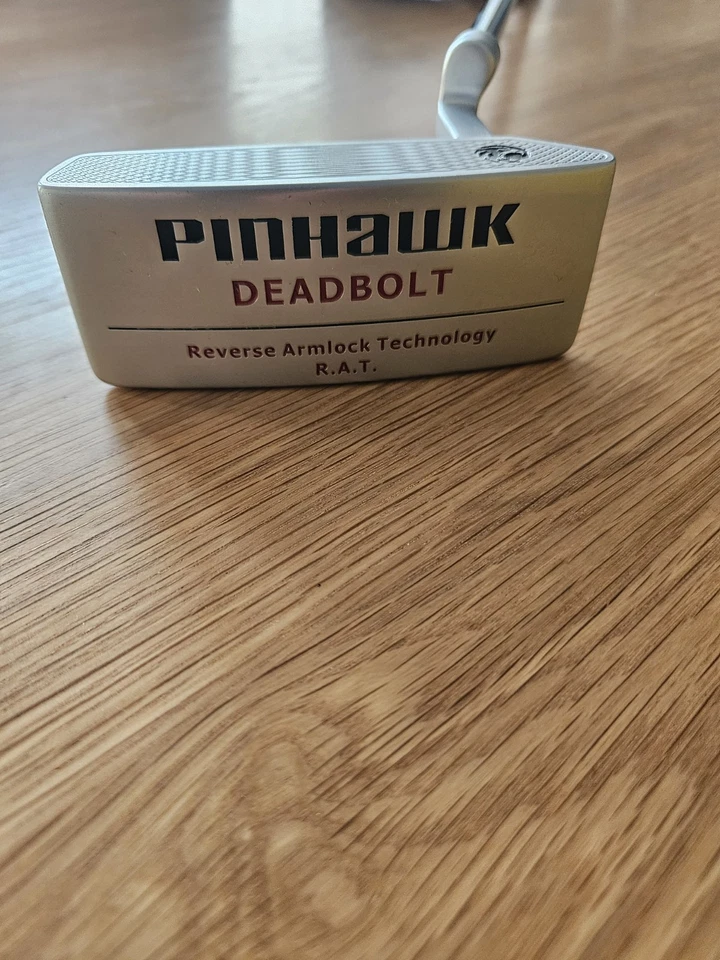 PINHAWK
DEADBOLT
Reverse Armlock Technology
R.A.T.